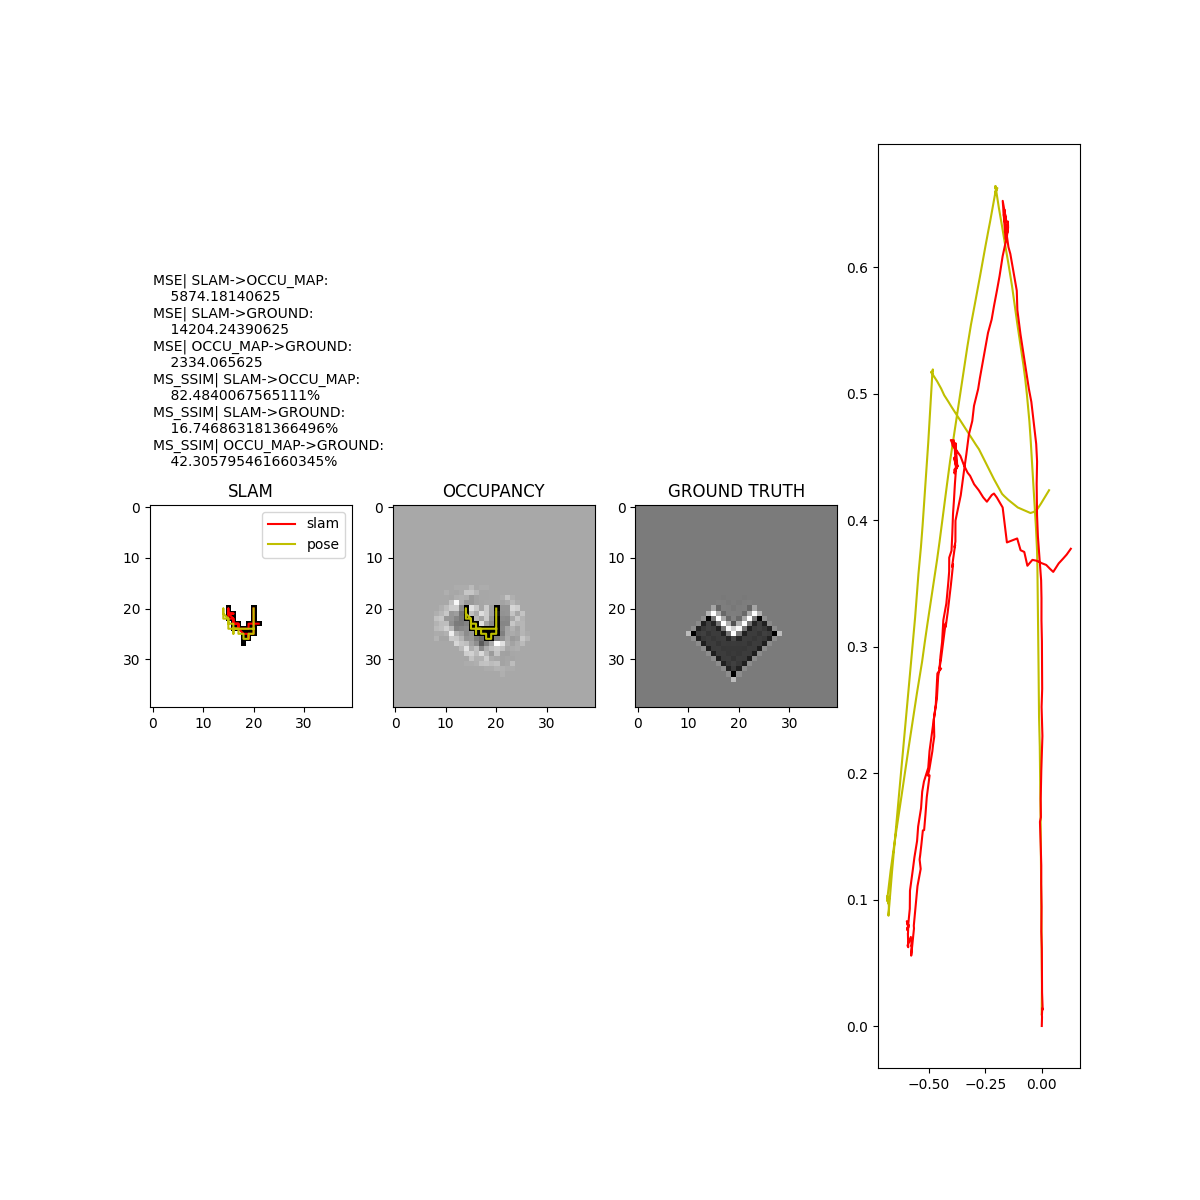 MSE| SLAM->OCCU_MAP:
5874.18140625
MSE| SLAM->GROUND:
14204.24390625
MSE| OCCU_MAP->GROUND:
2334.065625
MS_SSIM| SLAM->OCCU_MAP:
82.4840067565111%
MS_SSIM| SLAM->GROUND:
16.746863181366496%
MS_SSIM| OCCU_MAP->GROUND:
42.305795461660345%
SLAM
slam
pose
0
10
20
30
0 10 20 30
OCCUPANCY
0
10
20
30
0 10 20 30
GROUND TRUTH
0
10
20
30
0 10 20 30
0.6
0.5
0.4
0.3
0.2
0.1
0.0
−0.50 −0.25 0.00